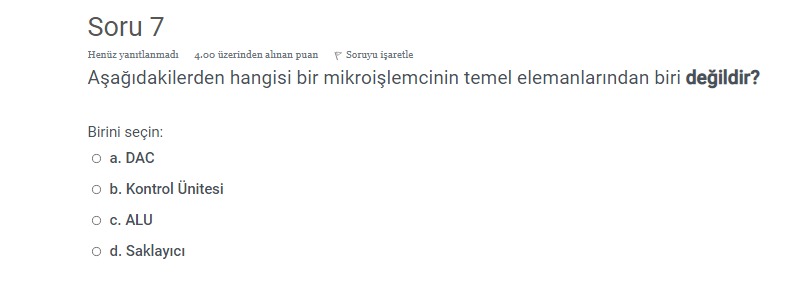 Soru 7
Henüz yanıtlanmadı 4.00 üzerinden alınan puan Soruyu işaretle
Aşağıdakilerden hangisi bir mikroişlemcinin temel elemanlarından biri değildir?
Birini seçin:
a. DAC
b. Kontrol Ünitesi
c. ALU
d. Saklayıcı